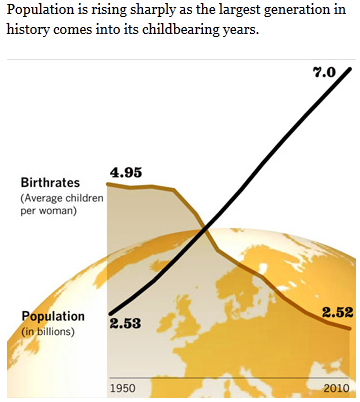 Population is rising sharply as the largest generation in
history comes into its childbearing years.
7.0
4.95
Birthrates
(Average children
per woman)
Population
(in billions)
2.53
2.52
1950
2010